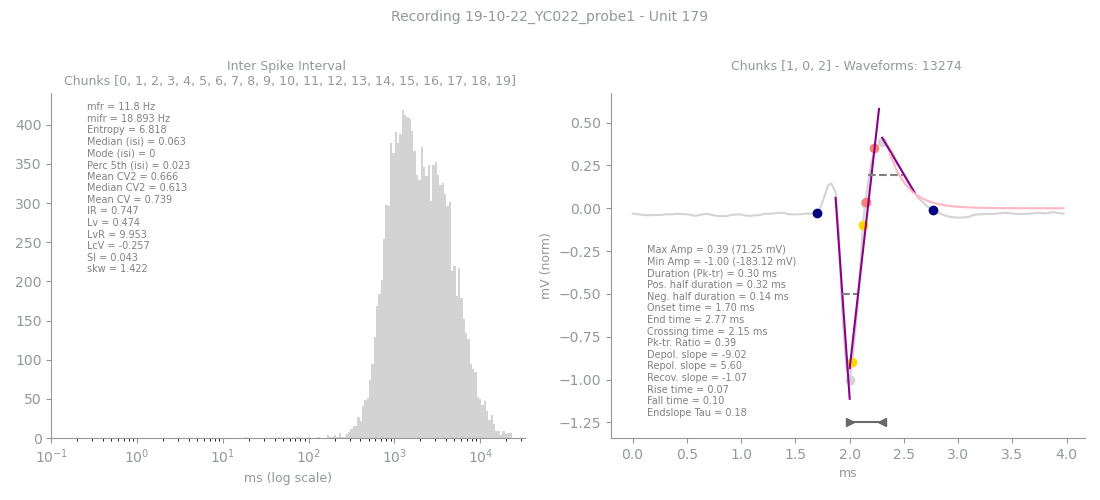 Recording 19-10-22_YC022_probe1 - Unit 179
Inter Spike Interval
Chunks [0, 1, 2, 3, 4, 5, 6, 7, 8, 9, 10, 11, 12, 13, 14, 15, 16, 17, 18, 19]
400
350
300
250
200
150
100
50
0
mfr = 11.8 Hz
mifr = 18.893 Hz
Entropy = 6.818
Median (isi) = 0.063
Mode (isi) = 0
Perc 5th (isi) = 0.023
Mean CV2 = 0.666
Median CV2 = 0.613
Mean CV = 0.739
IR = 0.747
Lv = 0.474
LvR = 9.953
LcV = -0.257
SI = 0.043
skw = 1.422
10⁻¹ 10⁰ 10¹ 10² 10³ 10⁴
ms (log scale)
Chunks [1, 0, 2] - Waveforms: 13274
mV (norm)
0.50
0.25
0.00
−0.25
−0.50
−0.75
−1.00
−1.25
Max Amp = 0.39 (71.25 mV)
Min Amp = -1.00 (-183.12 mV)
Duration (Pk-tr) = 0.30 ms
Pos. half duration = 0.32 ms
Neg. half duration = 0.14 ms
Onset time = 1.70 ms
End time = 2.77 ms
Crossing time = 2.15 ms
Pk-tr. Ratio = 0.39
Depol. slope = -9.02
Repol. slope = 5.60
Recov. slope = -1.07
Rise time = 0.07
Fall time = 0.10
Endslope Tau = 0.18
0.0 0.5 1.0 1.5 2.0 2.5 3.0 3.5 4.0
ms